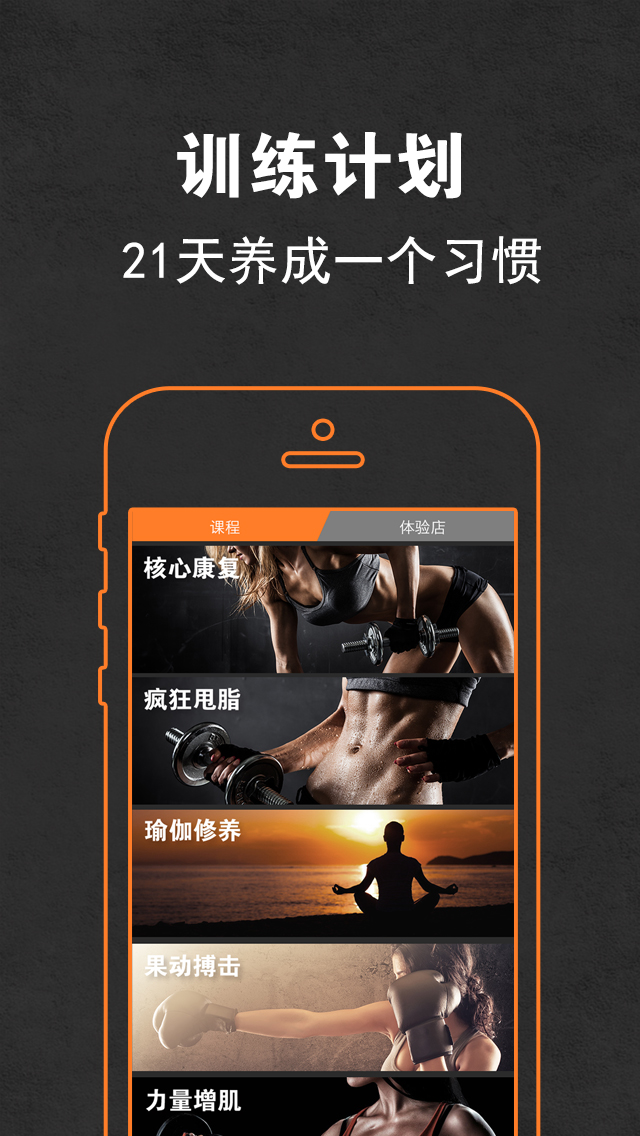 训练计划
21天养成一个习惯
课程
体验店
核心康复
疯狂甩脂
瑜伽修养
果动搏击
力量增肌